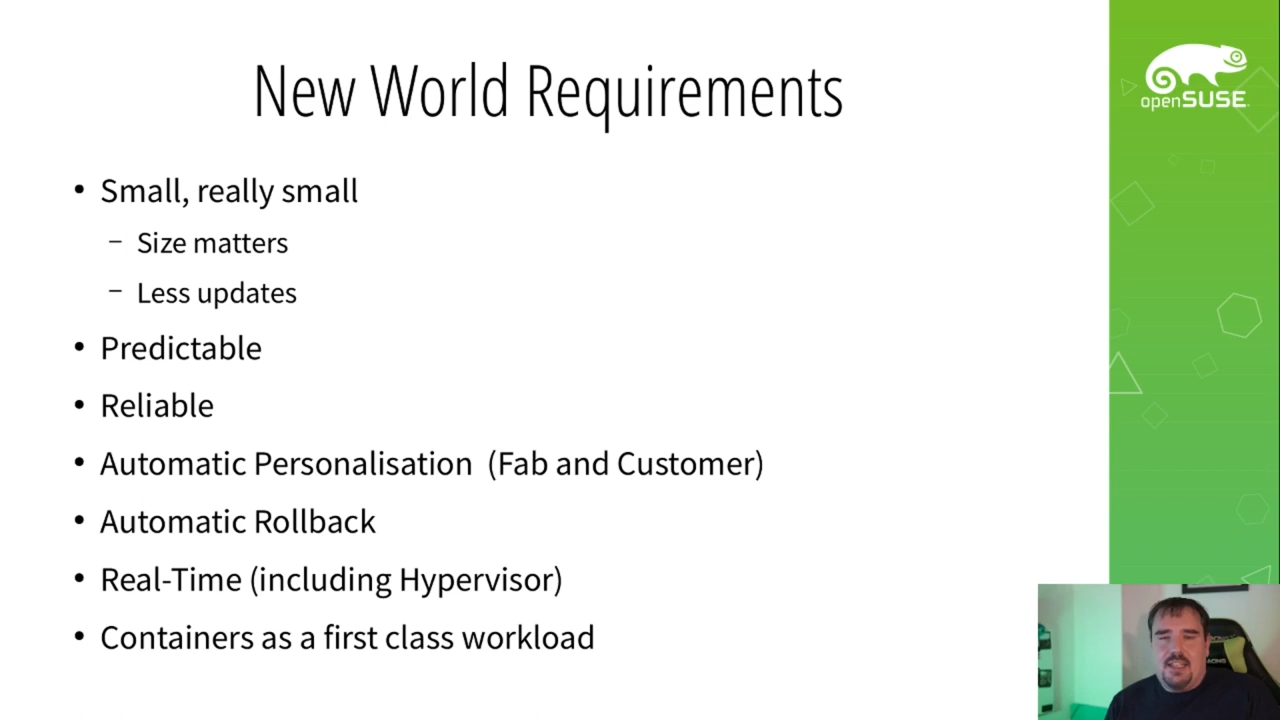 New World Requirements
openSUSE
• Small, really small
– Size matters
– Less updates
• Predictable
• Reliable
• Automatic Personalisation (Fab and Customer)
• Automatic Rollback
• Real-Time (including Hypervisor)
• Containers as a first class workload